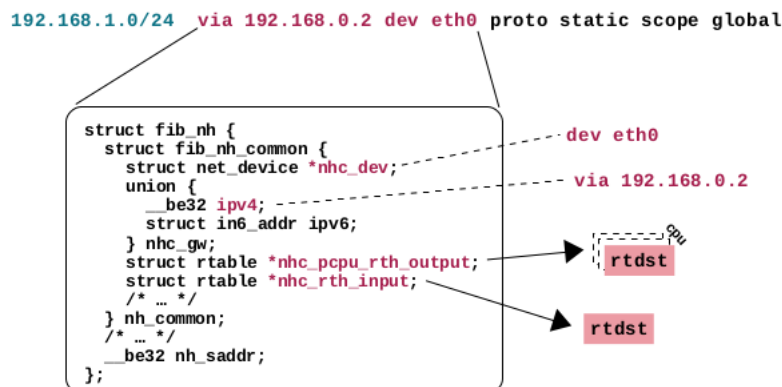 192.168.1.0/24 via 192.168.0.2 dev eth0 proto static scope global
struct fib_nh {
struct fib_nh_common {
struct net_device *nhc_dev;
dev eth0
union {
via 192.168.0.2
__be32 ipv4;
struct in6_addr ipv6;
} nhc_gw;
cpu
struct rtable *nhc_pcpu_rth_output;
rtdst
struct rtable *nhc_rth_input;
/* … */
} nh_common;
rtdst
/* … */
__be32 nh_saddr;
};